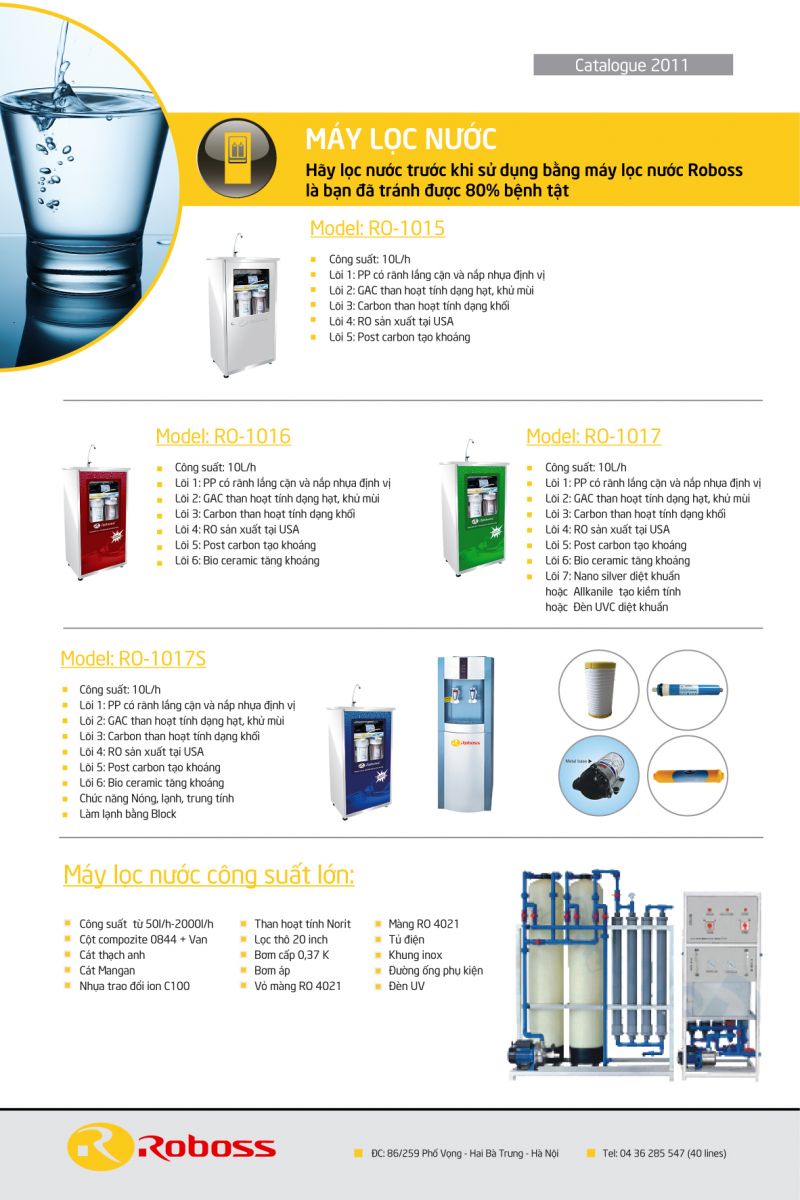 Catalogue 2011
MÁY LỌC NƯỚC
Hãy lọc nước trước khi sử dụng bằng máy lọc nước Roboss
là bạn đã tránh được 80% bệnh tật
Model: RO-1015
Công suất: 10L/h
Lõi 1: PP có rãnh lắng cặn và nắp nhựa định vị
Lõi 2: GAC than hoạt tính dạng hạt, khử mùi
Lõi 3: Carbon than hoạt tính dạng khối
Lõi 4: RO sản xuất tại USA
Lõi 5: Post carbon tạo khoáng
Model: RO-1016
Công suất: 10L/h
Lõi 1: PP có rãnh lắng cặn và nắp nhựa định vị
Lõi 2: GAC than hoạt tính dạng hạt, khử mùi
Lõi 3: Carbon than hoạt tính dạng khối
Lõi 4: RO sản xuất tại USA
Lõi 5: Post carbon tạo khoáng
Lõi 6: Bio ceramic tăng khoáng
Roboss
Model: RO-1017
Công suất: 10L/h
Lõi 1: PP có rãnh lắng cặn và nắp nhựa định vị
Lõi 2: GAC than hoạt tính dạng hạt, khử mùi
Lõi 3: Carbon than hoạt tính dạng khối
Lõi 4: RO sản xuất tại USA
Lõi 5: Post carbon tạo khoáng
Lõi 6: Bio ceramic tăng khoáng
Lõi 7: Nano silver diệt khuẩn
hoặc Allkanile tạo kiềm tính
hoặc Đèn UVC diệt khuẩn
Roboss
Model: RO-1017S
Công suất: 10L/h
Lõi 1: PP có rãnh lắng cặn và nắp nhựa định vị
Lõi 2: GAC than hoạt tính dạng hạt, khử mùi
Lõi 3: Carbon than hoạt tính dạng khối
Lõi 4: RO sản xuất tại USA
Lõi 5: Post carbon tạo khoáng
Lõi 6: Bio ceramic tăng khoáng
Chức năng Nóng, lạnh, trung tính
Làm lạnh bằng Block
Roboss
Roboss
Metal base
Máy lọc nước công suất lớn:
Công suất từ 50l/h-2000l/h
Cột compozite 0844 + Van
Cát thạch anh
Cát Mangan
Nhựa trao đổi ion C100
Than hoạt tính Norit
Lọc thô 20 inch
Bơm cấp 0,37 K
Bơm áp
Vỏ màng RO 4021
Màng RO 4021
Tủ điện
Khung inox
Đường ống phụ kiện
Đèn UV
R Roboss
ĐC: 86/259 Phố Vọng - Hai Bà Trưng - Hà Nội
Tel: 04 36 285 547 (40 lines)